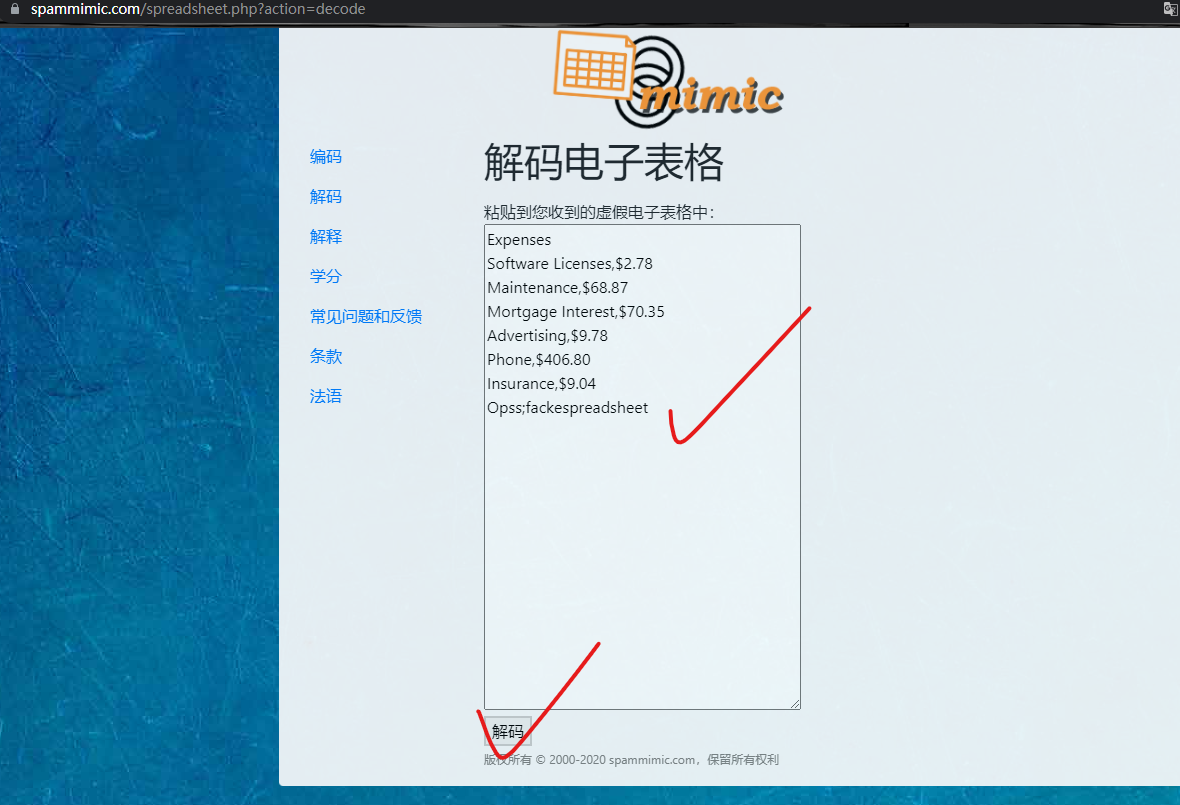 spammimic.com/spreadsheet.php?action=decode
mimic
编码
解码
解释
学分
常见问题和反馈
条款
法语
解码电子表格
粘贴到您收到的虚假电子表格中：
Expenses
Software Licenses,$2.78
Maintenance,$68.87
Mortgage Interest,$70.35
Advertising,$9.78
Phone,$406.80
Insurance,$9.04
Opss;fackespreadsheet
解码
版权所有 © 2000-2020 spammimic.com，保留所有权利